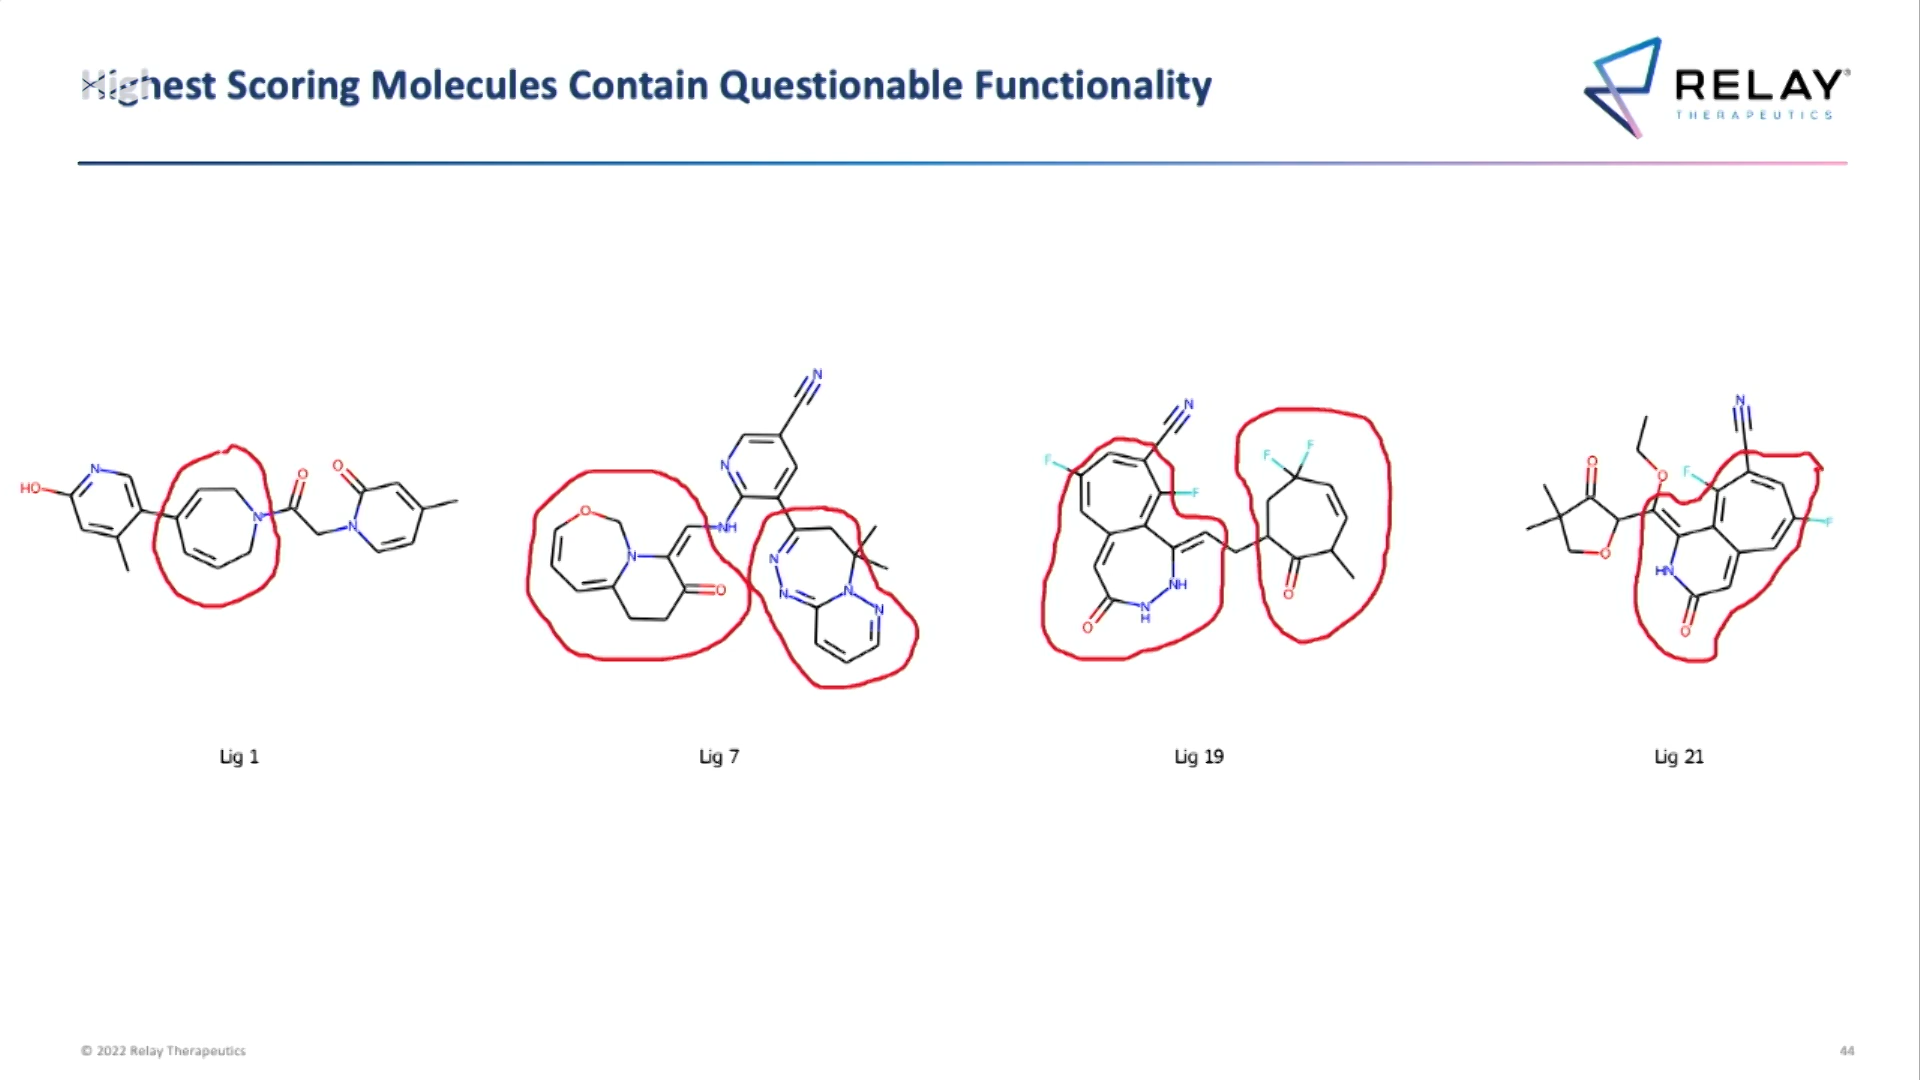 Highest Scoring Molecules Contain Questionable Functionality
RELAY®
THERAPEUTICS
N
N
N
N
F
F
O
F
O
O
O
F
O
N
HO
N
N
F
F
O
N
N
NH
N
N
HN
O
N
N
O
N
NH
N
H
O
O
O
Lig 1
Lig 7
Lig 19
Lig 21
© 2022 Relay Therapeutics
44